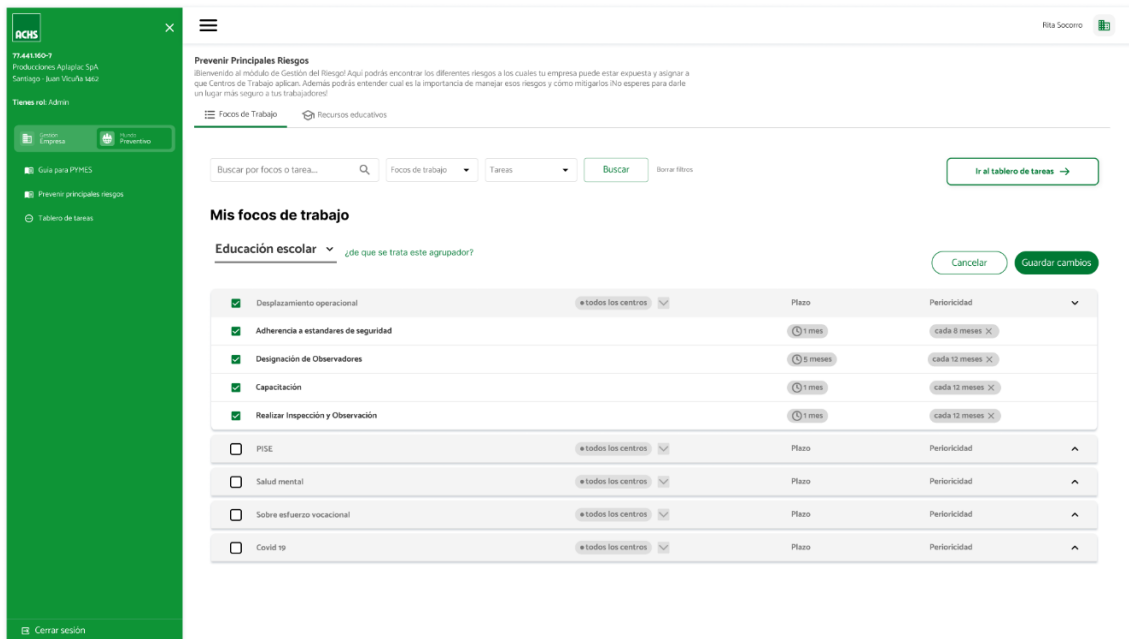 ACHS
77.441.160-7
Producciones Aplaplac SpA
Santiago - Juan Vicuña 1462
Tienes rol: Admin
Gestión
Empresa
Mundo
Preventivo
Guia para PYMES
Prevenir principales riesgos
Tablero de tareas
Cerrar sesión
Rita Socorro
Prevenir Principales Riesgos
¡Bienvenido al módulo de Gestión del Riesgo! Aquí podrás encontrar los diferentes riesgos a los cuales tu empresa puede estar expuesta y asignar a
que Centros de Trabajo aplican. Además podrás entender cual es la importancia de manejar esos riesgos y cómo mitigarlos ¡No esperes para darle
un lugar más seguro a tus trabajadores!
Focos de Trabajo Recursos educativos
Buscar por focos o tarea... Focos de trabajo Tareas Buscar Borrar filtros Ir al tablero de tareas →
Mis focos de trabajo
Educación escolar ¿de que se trata este agrupador?
Cancelar Guardar cambios
Desplazamiento operacional todos los centros Plazo Perioricidad
Adherencia a estandares de seguridad 1 mes cada 8 meses X
Designación de Observadores 5 meses cada 12 meses X
Capacitación 1 mes cada 12 meses X
Realizar Inspección y Observación 1 mes cada 12 meses X
PISE todos los centros Plazo Perioricidad
Salud mental todos los centros Plazo Perioricidad
Sobre esfuerzo vocacional todos los centros Plazo Perioricidad
Covid 19 todos los centros Plazo Perioricidad